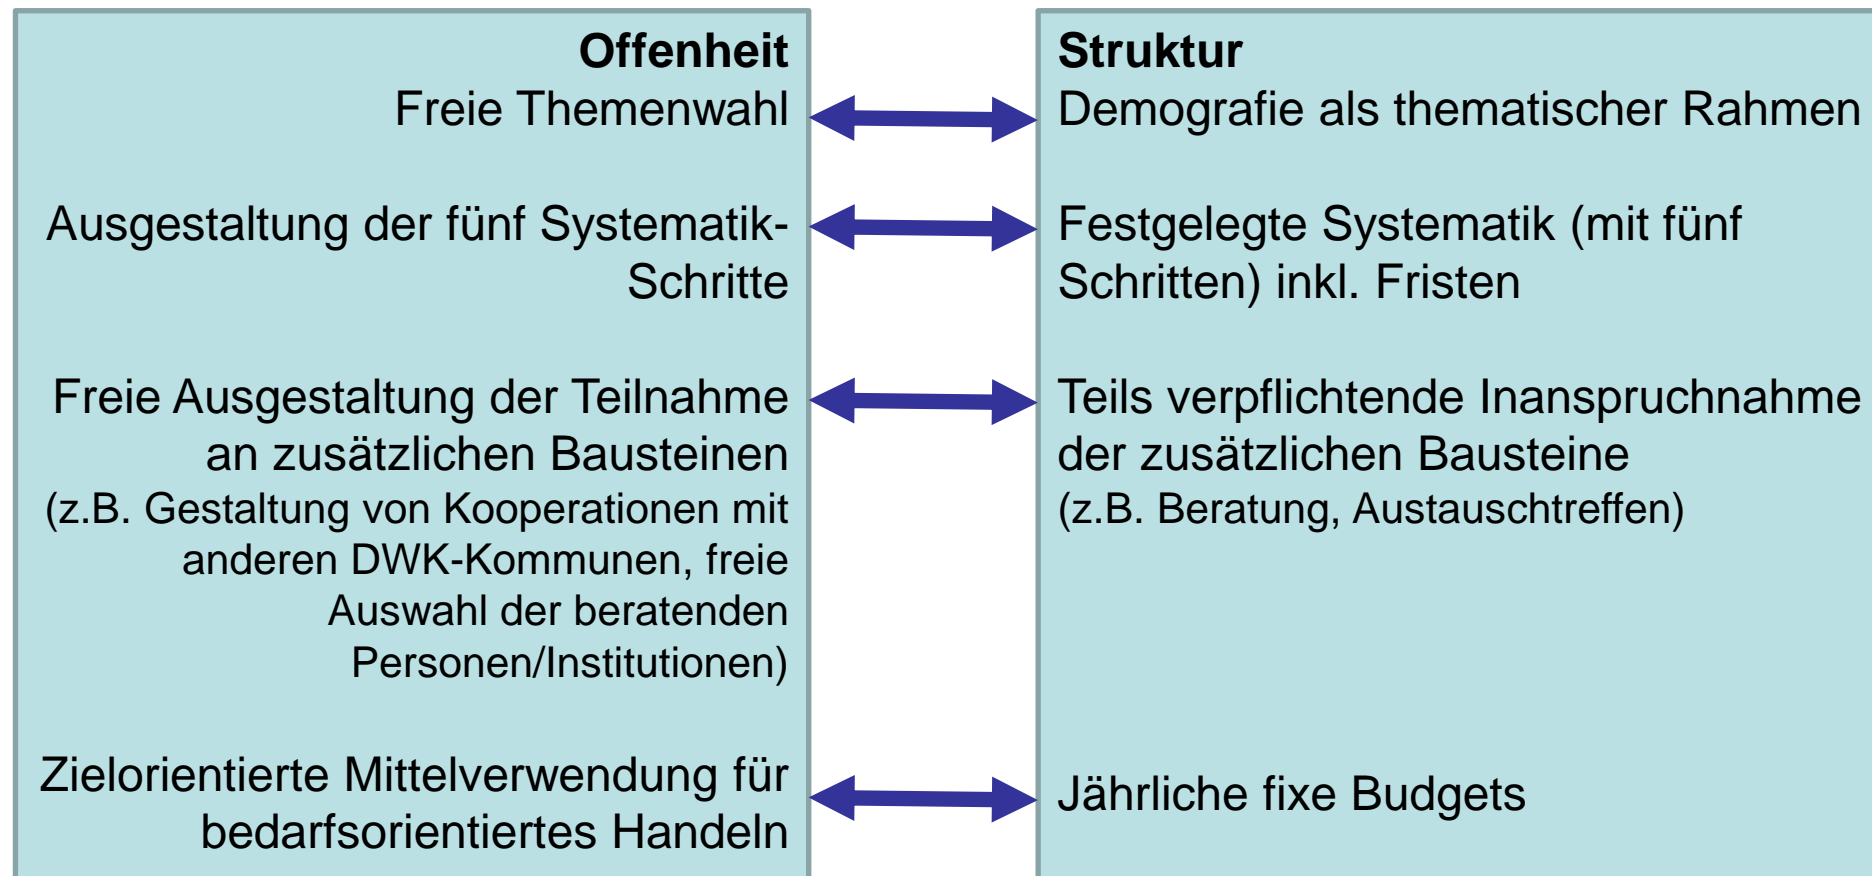 Offenheit
Freie Themenwahl
Ausgestaltung der fünf Systematik-
Schritte
Freie Ausgestaltung der Teilnahme
an zusätzlichen Bausteinen
(z.B. Gestaltung von Kooperationen mit
anderen DWK-Kommunen, freie
Auswahl der beratenden
Personen/Institutionen)
Zielorientierte Mittelverwendung für
bedarfsorientiertes Handeln
Struktur
Demografie als thematischer Rahmen
Festgelegte Systematik (mit fünf
Schritten) inkl. Fristen
Teils verpflichtende Inanspruchnahme
der zusätzlichen Bausteine
(z.B. Beratung, Austauschtreffen)
Jährliche fixe Budgets